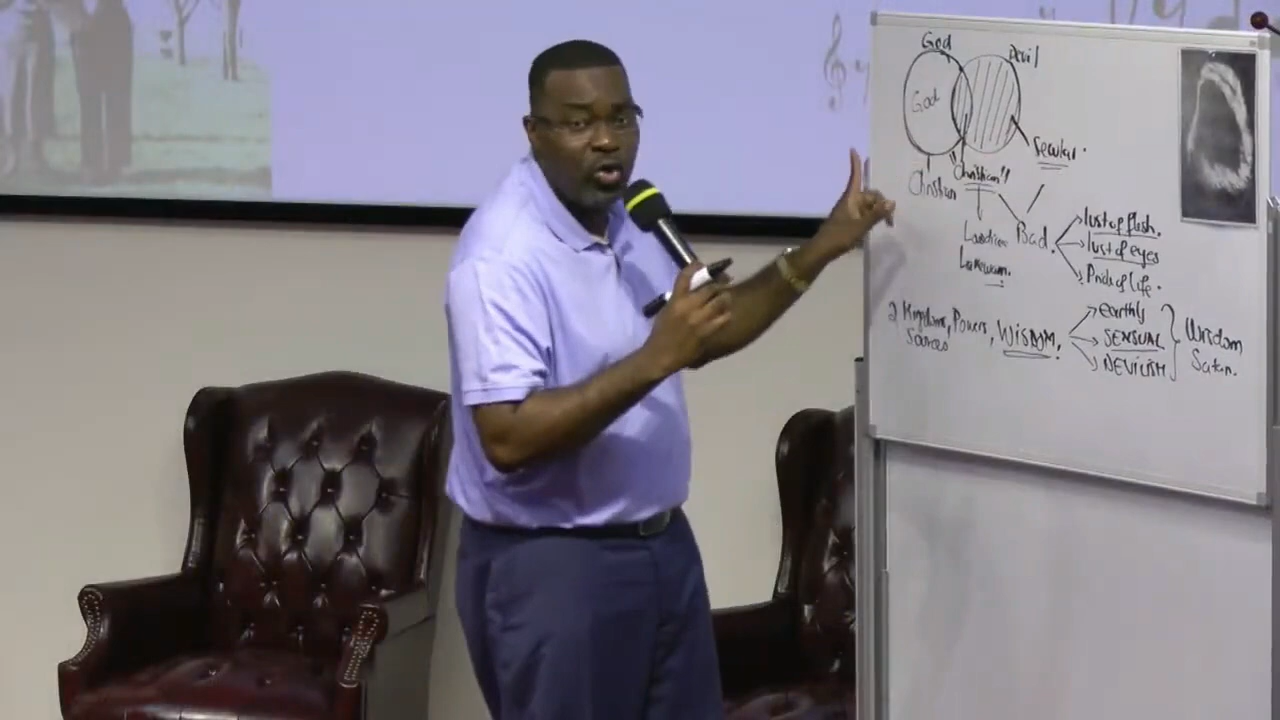 God
Devil
God
Secular.
"Christian"
Christian
Bad.
lust of flesh.
lust of eyes
Pride of life.
Lukewarm.
2 Kingdoms, Powers, WISDOM.
Sources
earthly
SENSUAL
DEVILISH
Wisdom
Satan.